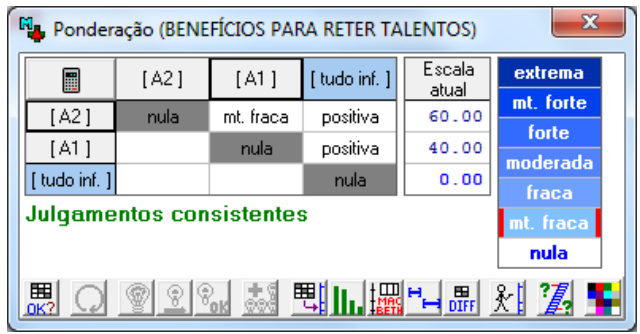 Ponderação (BENEFÍCIOS PARA RETER TALENTOS)
[ A2 ] [ A1 ] [ tudo inf. ] Escala atual
[ A2 ] nula mt. fraca positiva 60.00
[ A1 ] nula positiva 40.00
[ tudo inf. ] nula 0.00
Julgamentos consistentes
extrema
mt. forte
forte
moderada
fraca
mt. fraca
nula
OK? OK MAC BETH DIFF ?